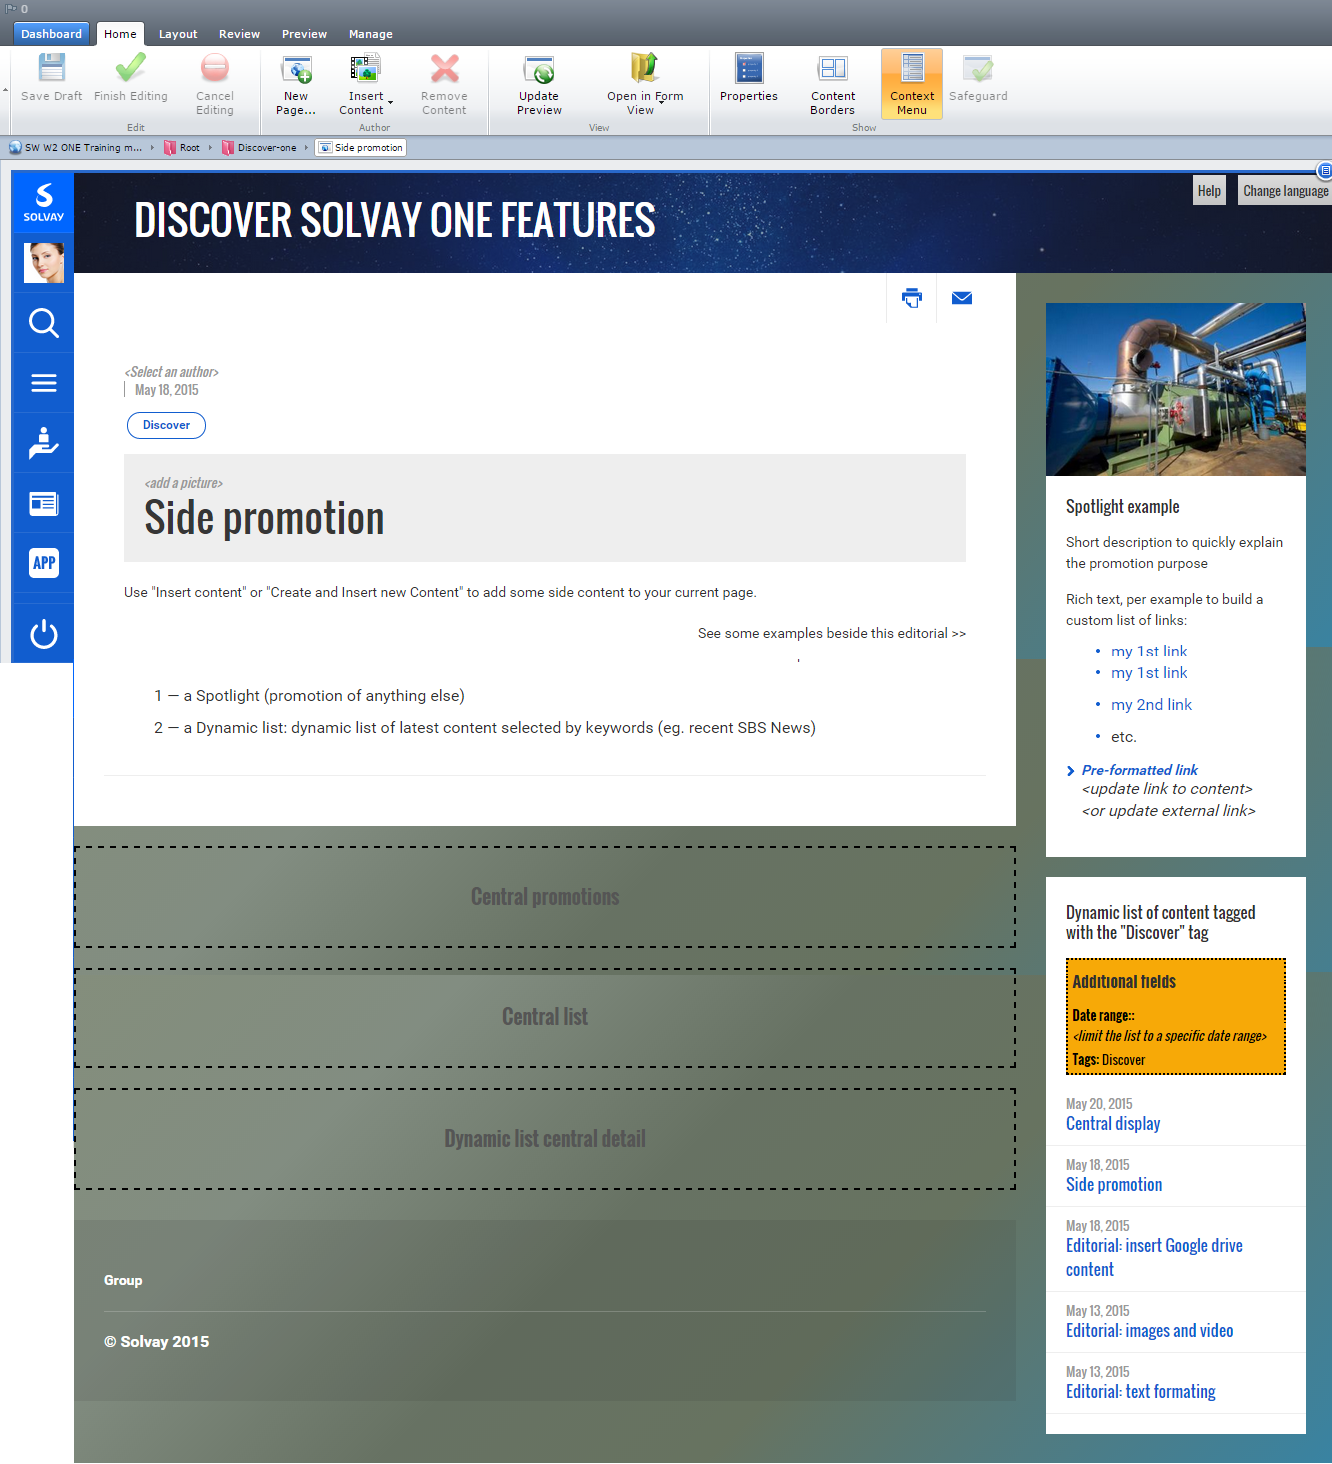 0
Dashboard Home Layout Review Preview Manage
Save Draft Finish Editing Cancel Editing New Page... Insert Content Remove Content Update Preview Open in Form View Properties Content Borders Context Menu Safeguard
Edit Author View Show
SW W2 ONE Training m... Root Discover-one Side promotion
SOLVAY
DISCOVER SOLVAY ONE FEATURES
Help Change language
<Select an author>
May 18, 2015
Discover
<add a picture>
Side promotion
Use "Insert content" or "Create and Insert new Content" to add some side content to your current page.
See some examples beside this editorial >>
1 — a Spotlight (promotion of anything else)
2 — a Dynamic list: dynamic list of latest content selected by keywords (eg. recent SBS News)
APP
Central promotions
Central list
Dynamic list central detail
Group
© Solvay 2015
Spotlight example
Short description to quickly explain
the promotion purpose
Rich text, per example to build a
custom list of links:
• my 1st link
• my 1st link
• my 2nd link
• etc.
Pre-formatted link
<update link to content>
<or update external link>
Dynamic list of content tagged
with the "Discover" tag
Additional fields
Date range::
<limit the list to a specific date range>
Tags: Discover
May 20, 2015
Central display
May 18, 2015
Side promotion
May 18, 2015
Editorial: insert Google drive
content
May 13, 2015
Editorial: images and video
May 13, 2015
Editorial: text formating